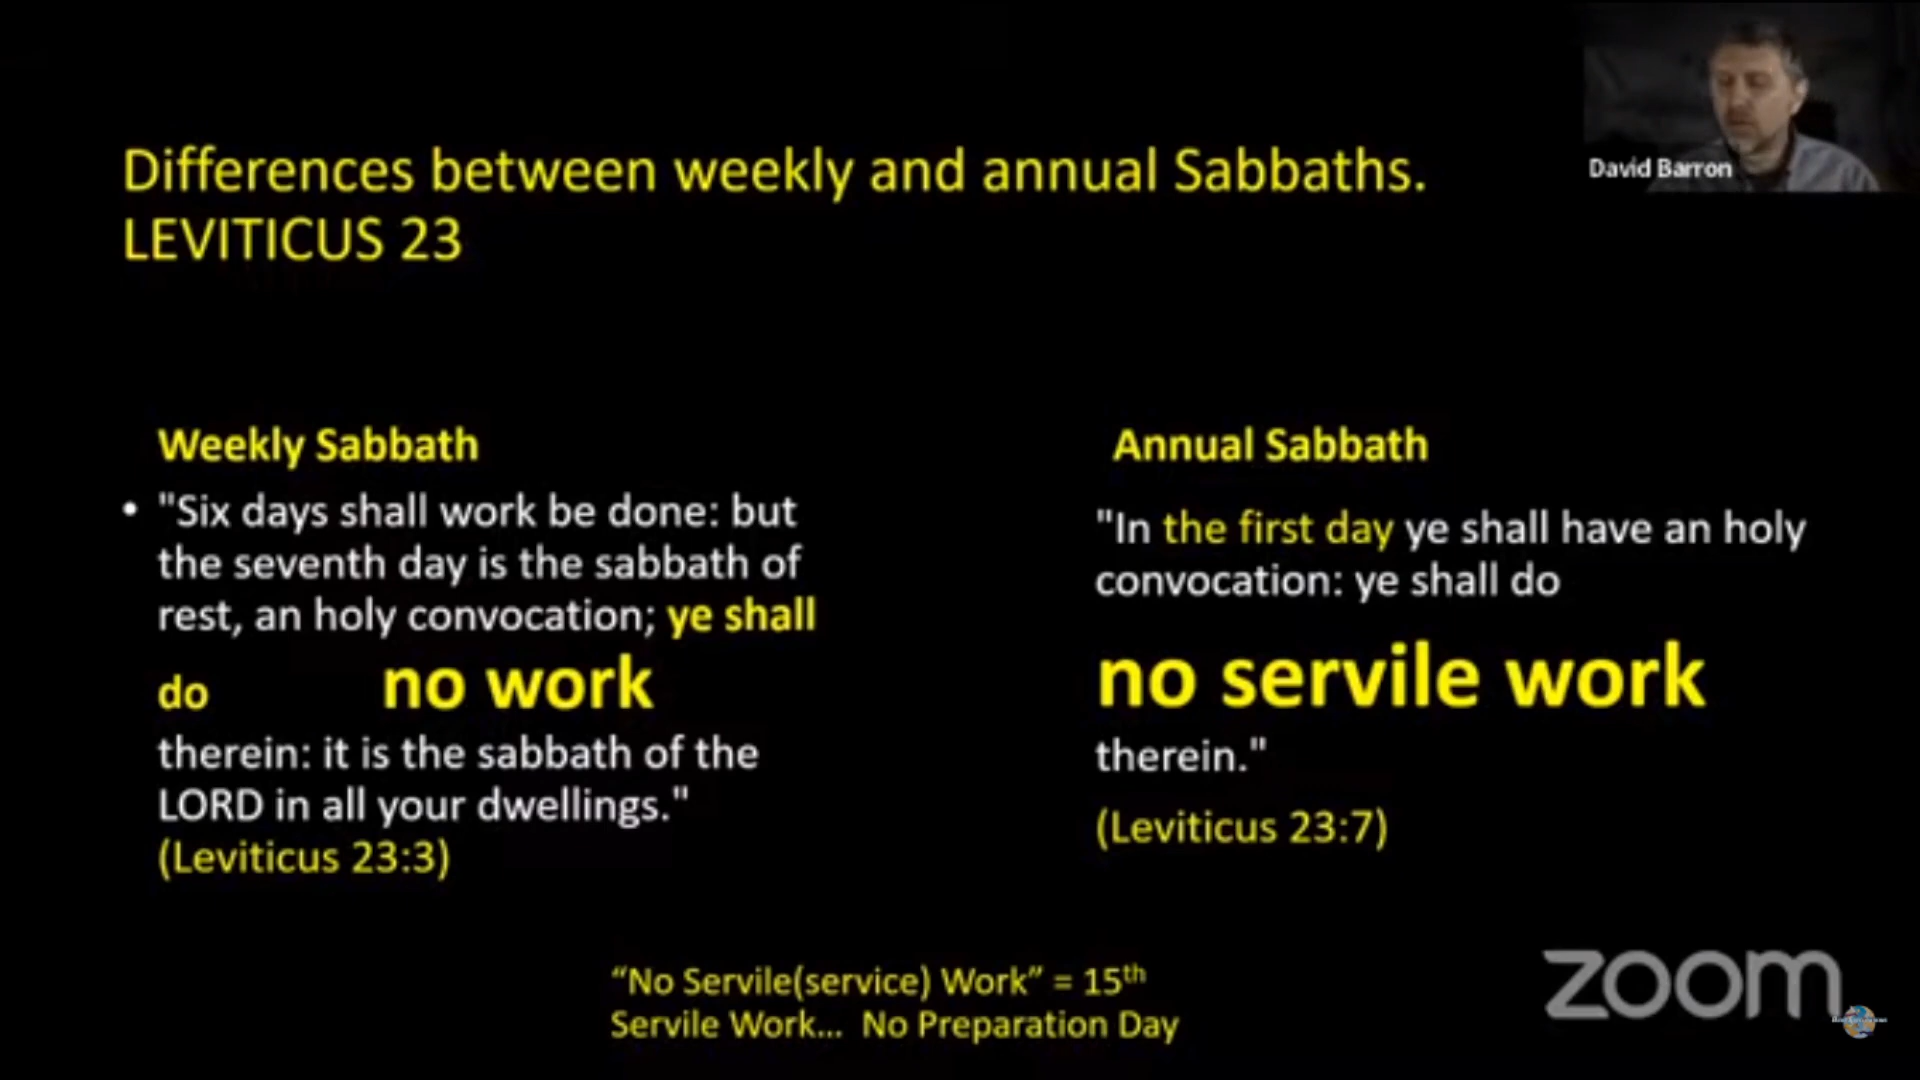 David Barron
Differences between weekly and annual Sabbaths.
LEVITICUS 23
Weekly Sabbath
• "Six days shall work be done: but
the seventh day is the sabbath of
rest, an holy convocation; ye shall
do no work
therein: it is the sabbath of the
LORD in all your dwellings."
(Leviticus 23:3)
Annual Sabbath
"In the first day ye shall have an holy
convocation: ye shall do
no servile work
therein."
(Leviticus 23:7)
“No Servile(service) Work” = 15th
Servile Work... No Preparation Day
zoom